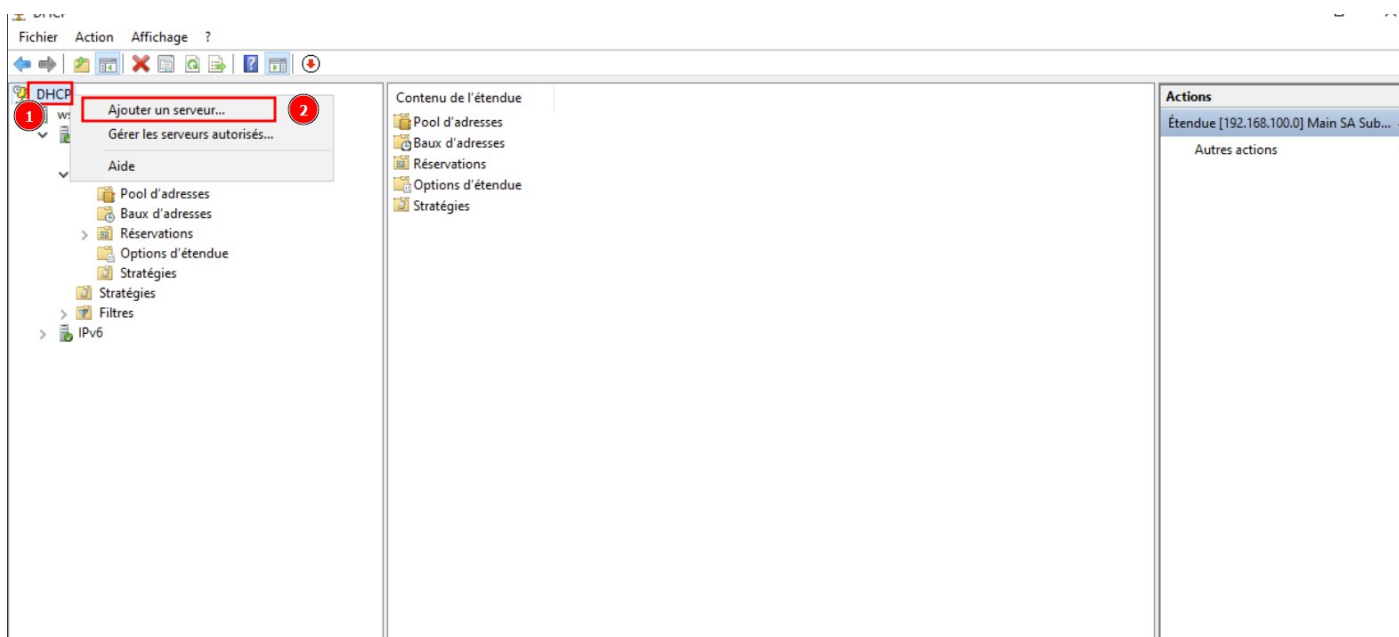 DHCP
Fichier Action Affichage ?
DHCP
1
Ajouter un serveur...
2
Gérer les serveurs autorisés...
Aide
Pool d'adresses
Baux d'adresses
Réservations
Options d'étendue
Stratégies
Stratégies
Filtres
IPv6
Contenu de l'étendue
Pool d'adresses
Baux d'adresses
Réservations
Options d'étendue
Stratégies
Actions
Étendue [192.168.100.0] Main SA Sub...
Autres actions